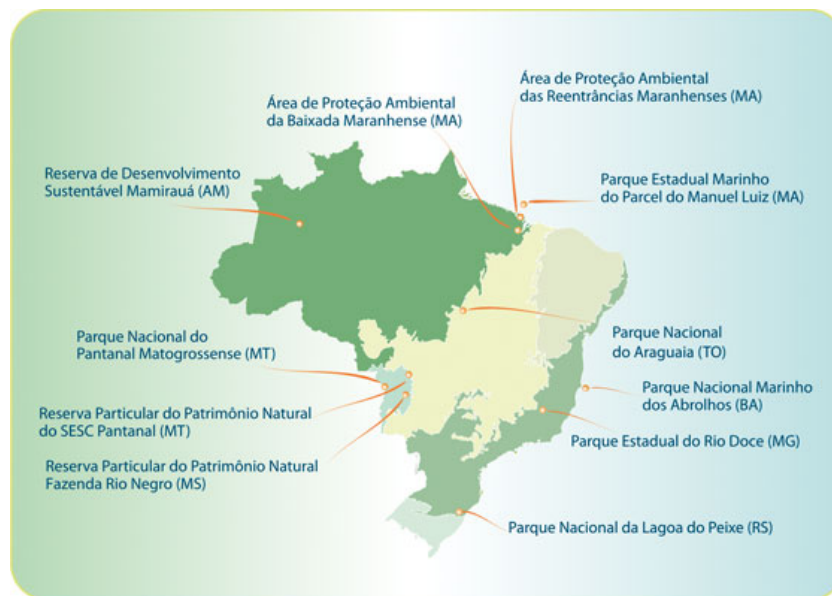 Área de Proteção Ambiental
das Reentrâncias Maranhenses (MA)
Área de Proteção Ambiental
da Baixada Maranhense (MA)
Reserva de Desenvolvimento
Sustentável Mamirauá (AM)
Parque Estadual Marinho
do Parcel do Manuel Luiz (MA)
Parque Nacional
do Araguaia (TO)
Parque Nacional do
Pantanal Matogrossense (MT)
Parque Nacional Marinho
dos Abrolhos (BA)
Reserva Particular do Patrimônio Natural
do SESC Pantanal (MT)
Parque Estadual do Rio Doce (MG)
Reserva Particular do Patrimônio Natural
Fazenda Rio Negro (MS)
Parque Nacional da Lagoa do Peixe (RS)